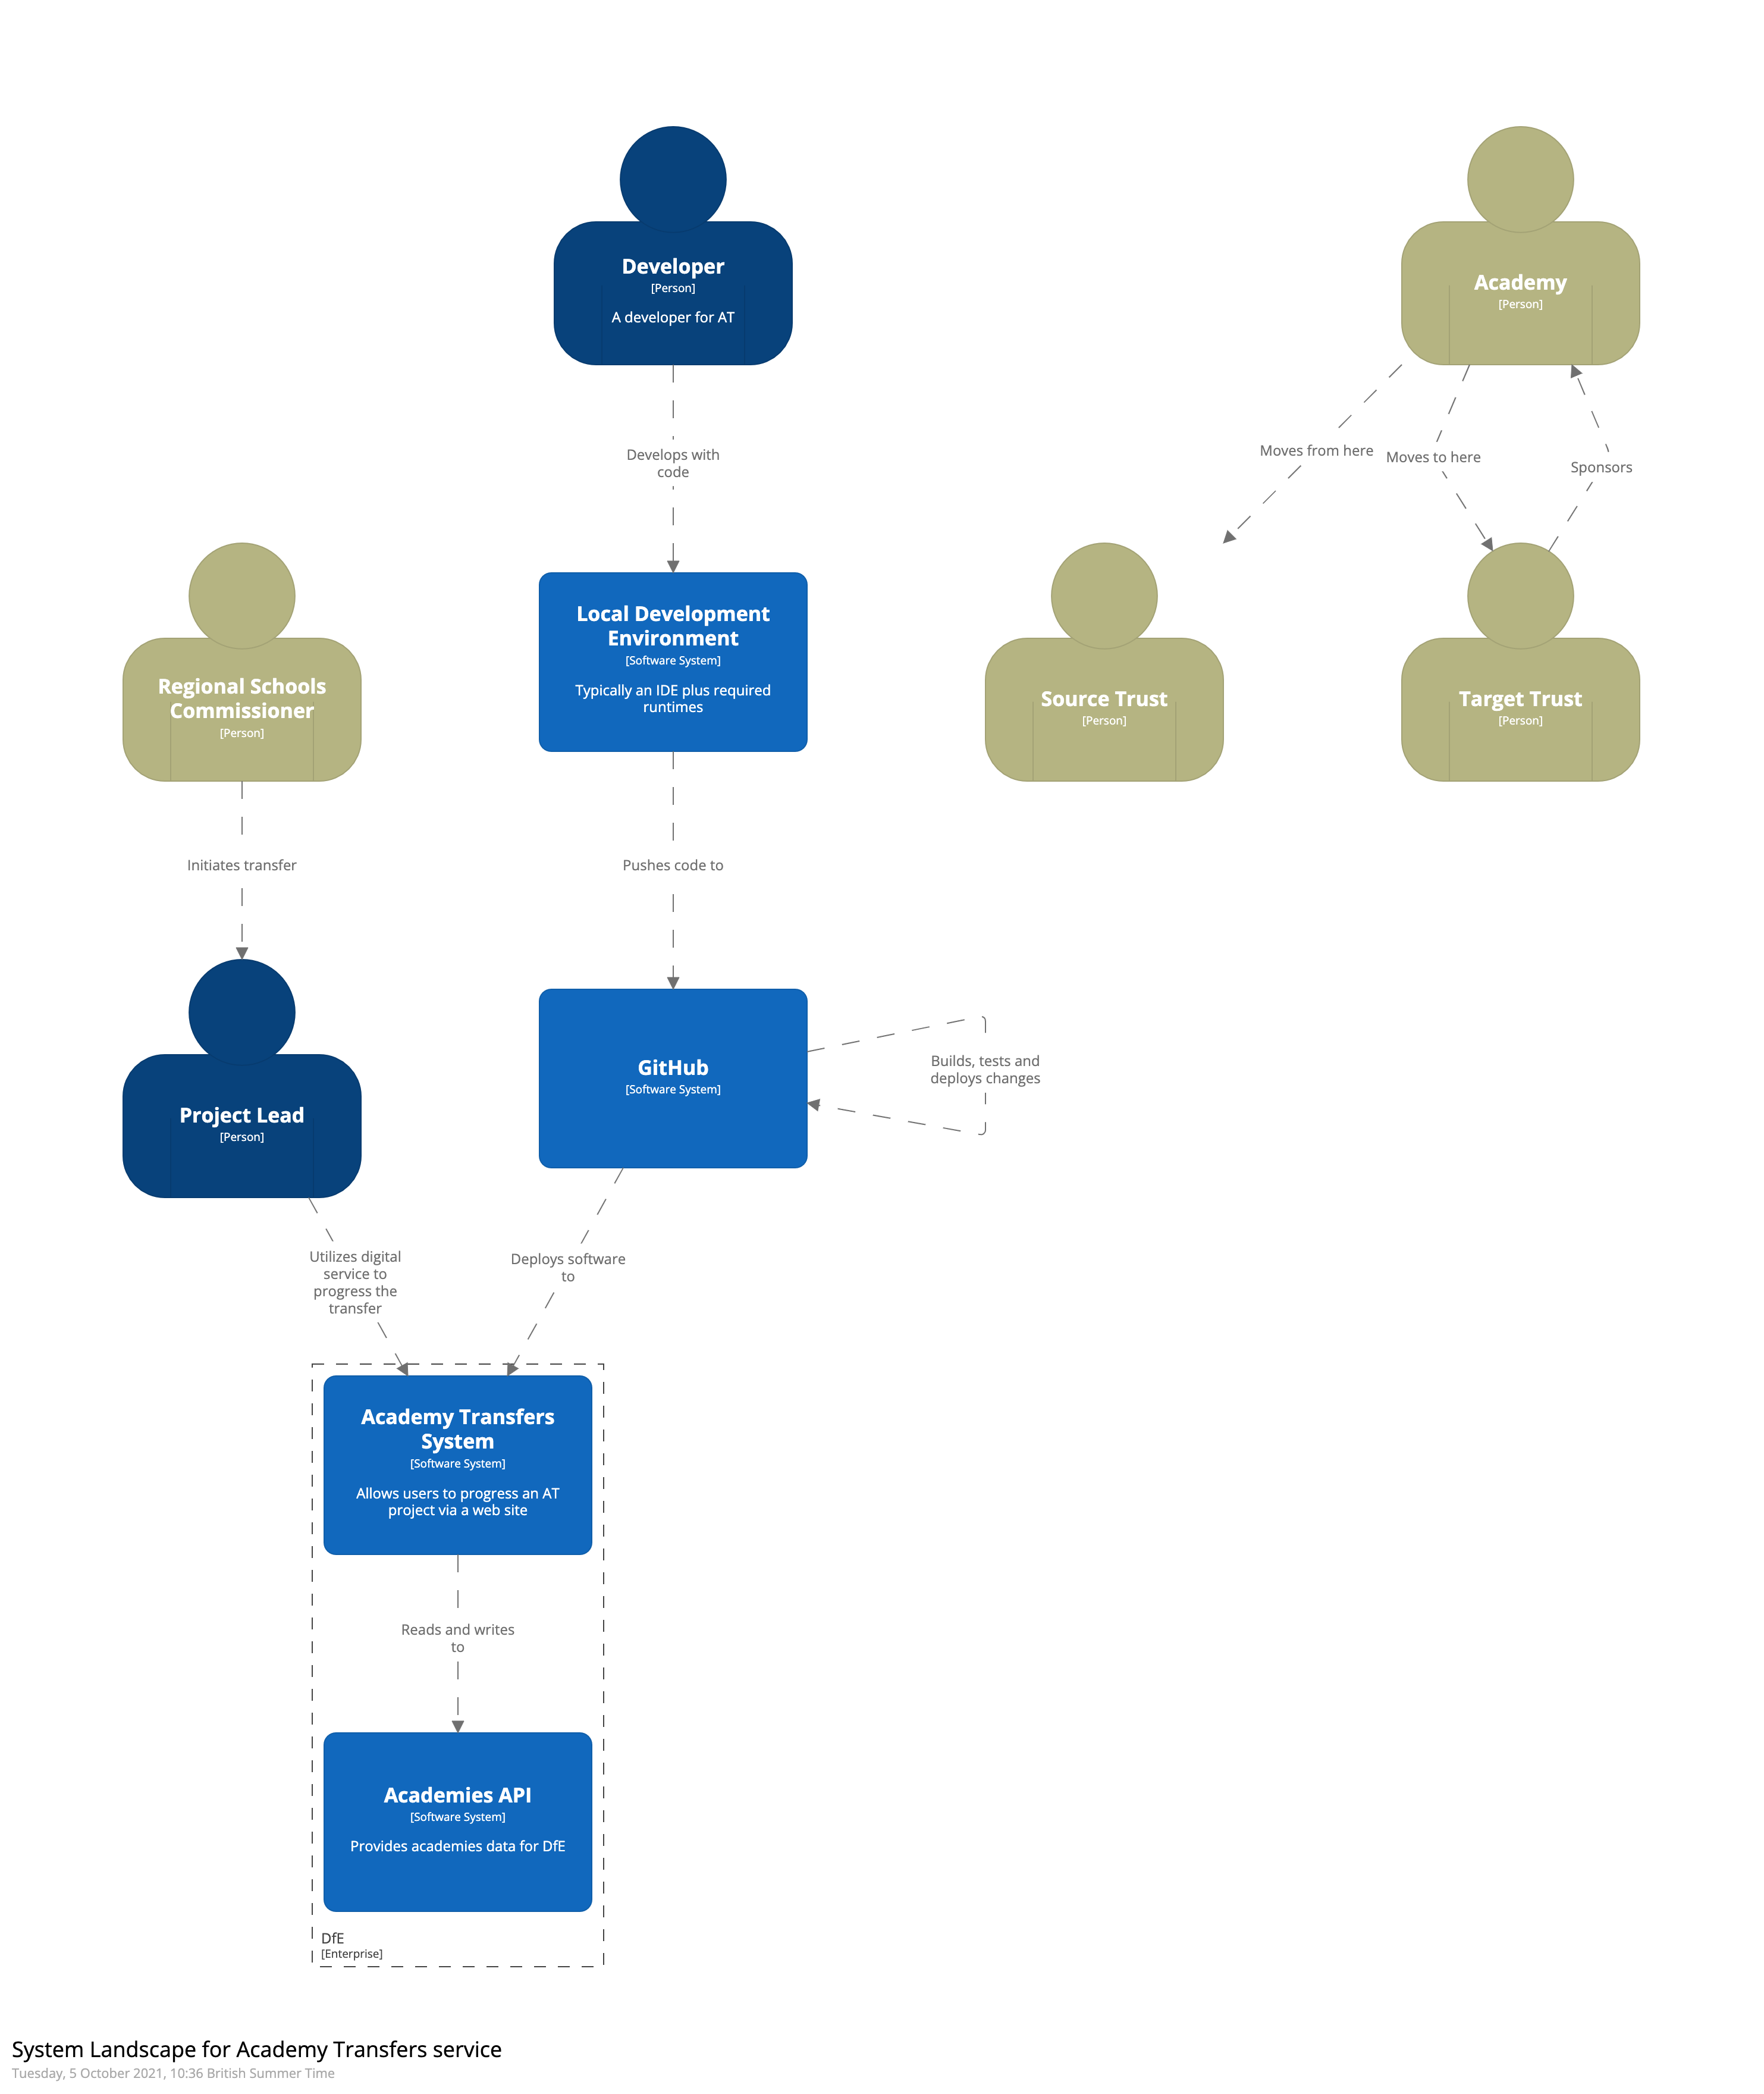 Developer
[Person]
A developer for AT
Academy
[Person]
Develops with
code
Moves from here
Moves to here
Sponsors
Regional Schools
Commissioner
[Person]
Local Development
Environment
[Software System]
Typically an IDE plus required
runtimes
Source Trust
[Person]
Target Trust
[Person]
Initiates transfer
Pushes code to
Project Lead
[Person]
GitHub
[Software System]
Builds, tests and
deploys changes
Utilizes digital
service to
progress the
transfer
Deploys software
to
Academy Transfers
System
[Software System]
Allows users to progress an AT
project via a web site
Reads and writes
to
Academies API
[Software System]
Provides academies data for DfE
DfE
[Enterprise]
System Landscape for Academy Transfers service
Tuesday, 5 October 2021, 10:36 British Summer Time